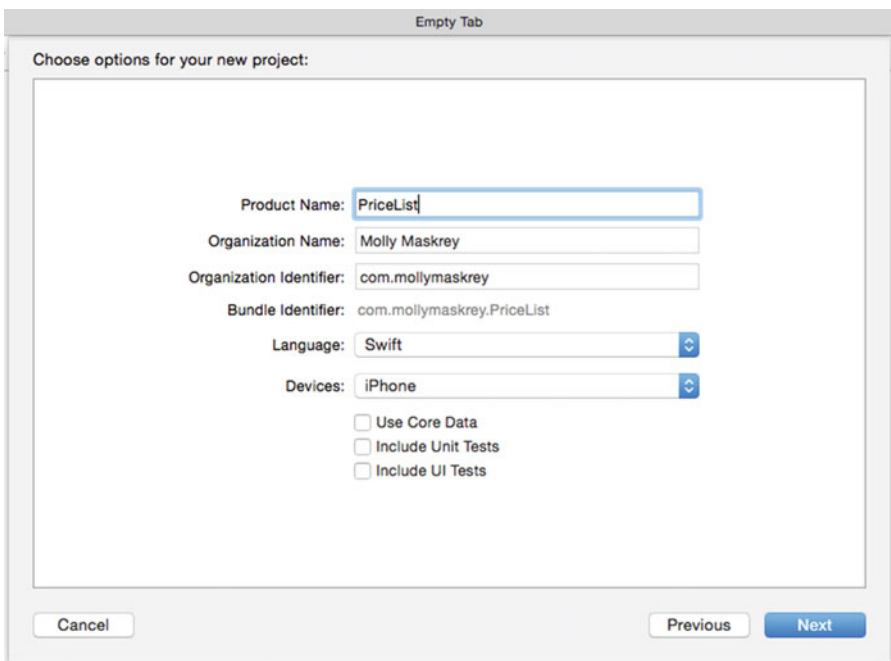 Empty Tab
Choose options for your new project:
Product Name: PriceList
Organization Name: Molly Maskrey
Organization Identifier: com.mollymaskrey
Bundle Identifier: com.mollymaskrey.PriceList
Language: Swift
Devices: iPhone
Use Core Data
Include Unit Tests
Include UI Tests
Cancel Previous Next